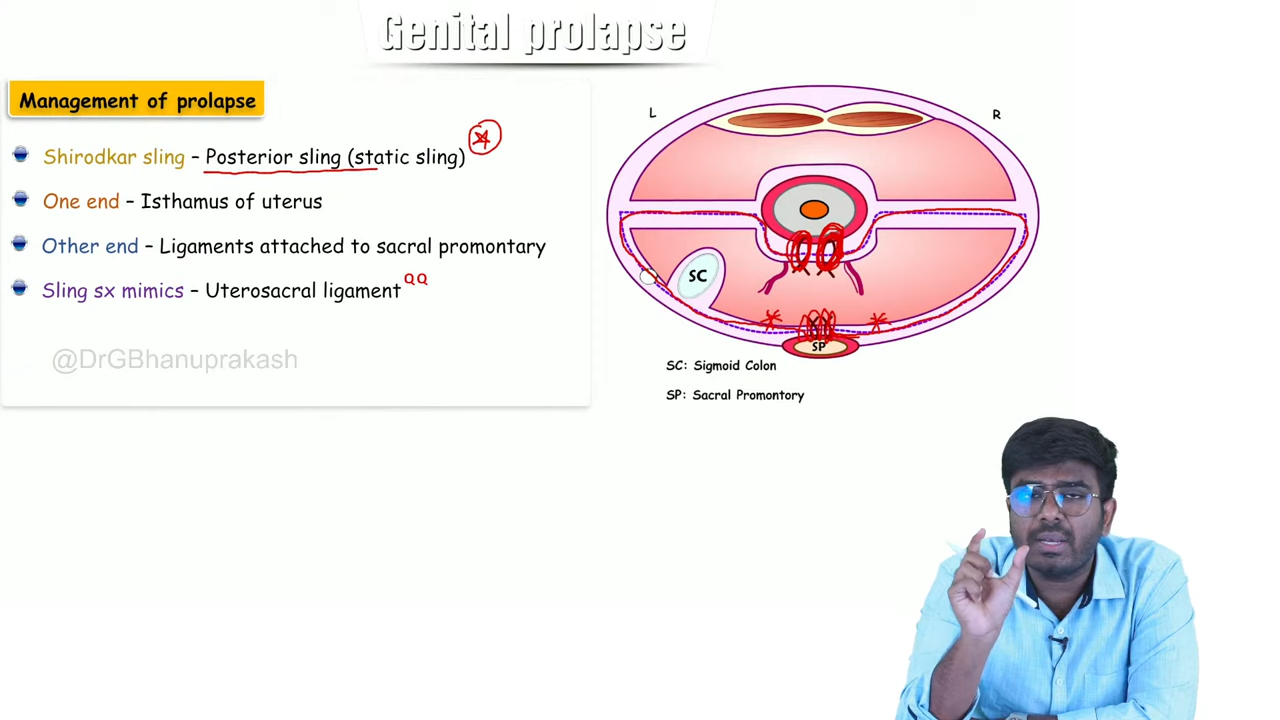 Genital prolapse
Management of prolapse
Shirodkar sling – Posterior sling (static sling)
One end – Isthamus of uterus
Other end – Ligaments attached to sacral promontary
Sling sx mimics – Uterosacral ligament QQ
@DrGBhanuprakash
L
R
SC
SP
SC: Sigmoid Colon
SP: Sacral Promontory